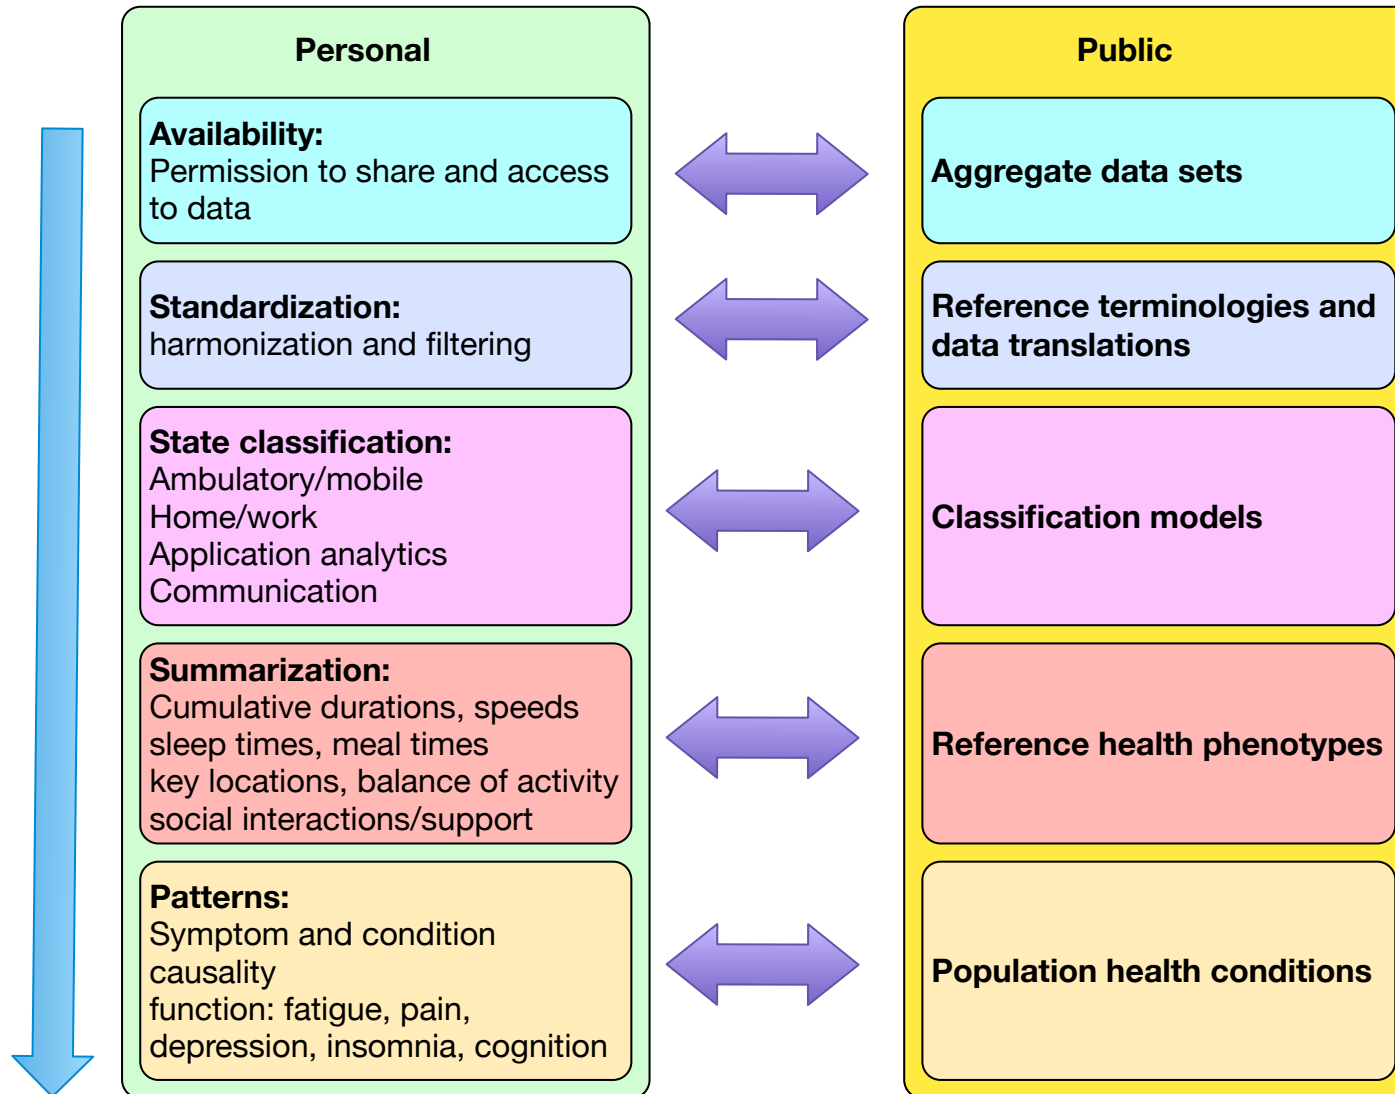 Personal
Availability:
Permission to share and access
to data
Standardization:
harmonization and filtering
State classification:
Ambulatory/mobile
Home/work
Application analytics
Communication
Summarization:
Cumulative durations, speeds
sleep times, meal times
key locations, balance of activity
social interactions/support
Patterns:
Symptom and condition
causality
function: fatigue, pain,
depression, insomnia, cognition
Public
Aggregate data sets
Reference terminologies and
data translations
Classification models
Reference health phenotypes
Population health conditions